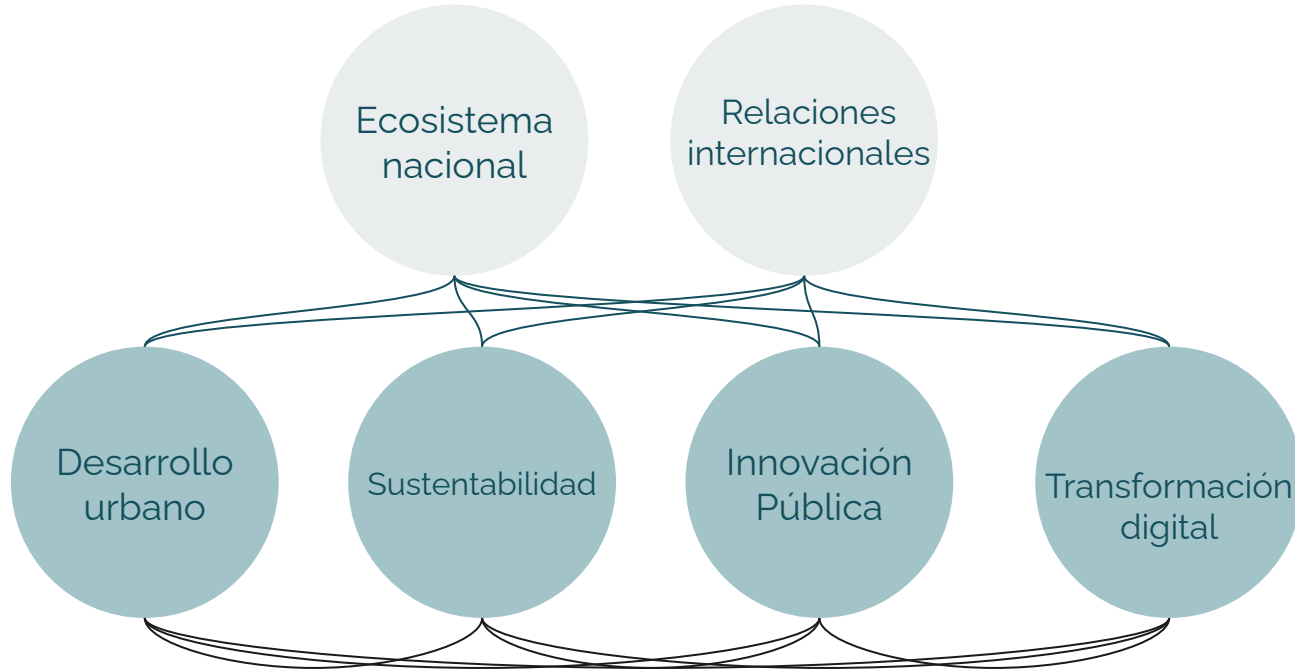 Ecosistema
nacional
Relaciones
internacionales
Desarrollo
urbano
Sustentabilidad
Innovación
Pública
Transformación
digital